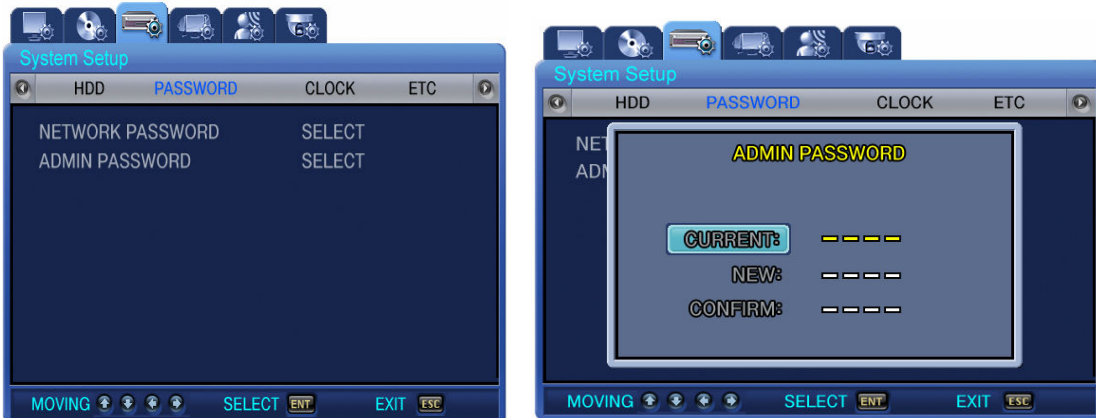 System Setup
HDD PASSWORD CLOCK ETC
NETWORK PASSWORD SELECT
ADMIN PASSWORD SELECT
MOVING SELECT ENT EXIT ESC
System Setup
HDD PASSWORD CLOCK ETC
NET
ADM
ADMIN PASSWORD
CURRENT: ----
NEW: ----
CONFIRM: ----
MOVING SELECT ENT EXIT ESC